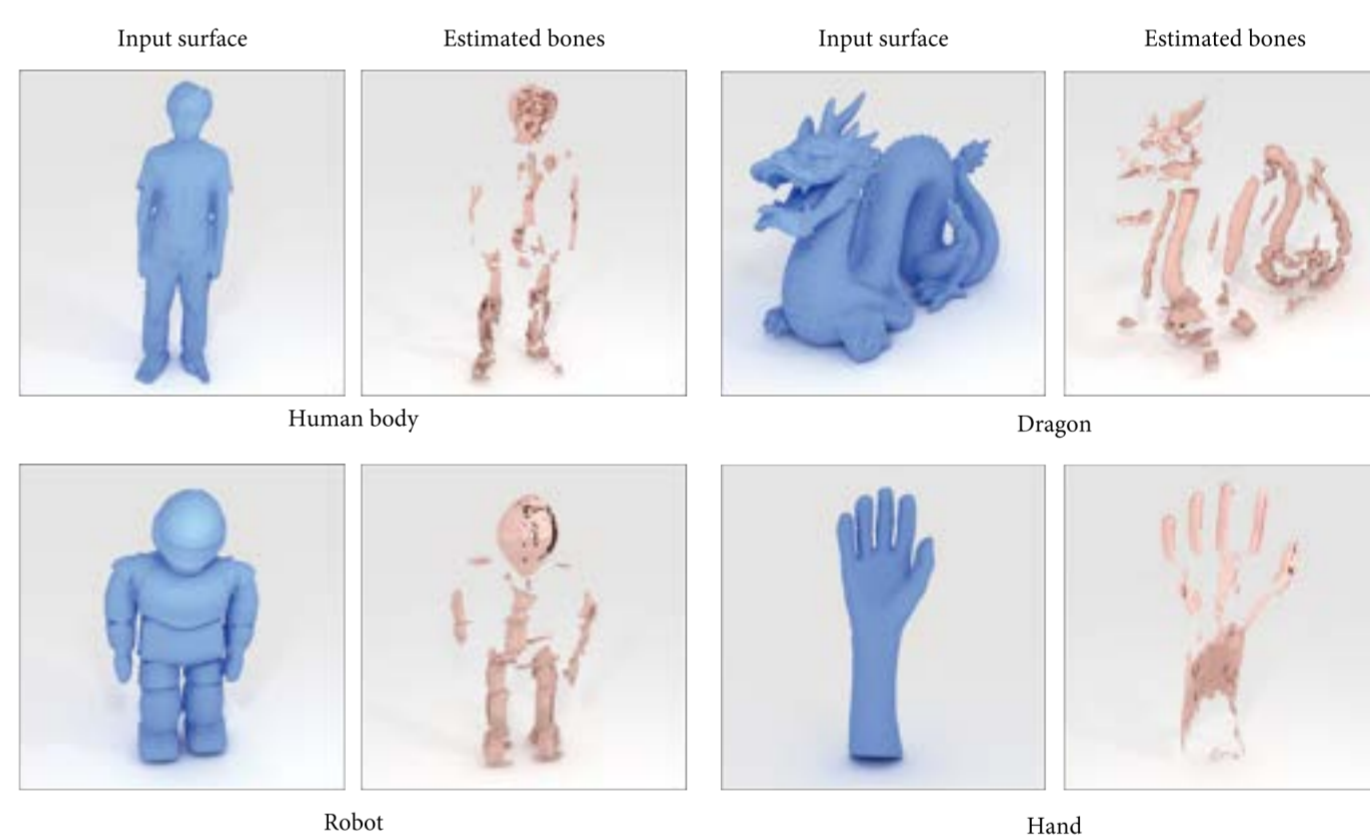 Input surface
Estimated bones
Input surface
Estimated bones
Human body
Dragon
Robot
Hand